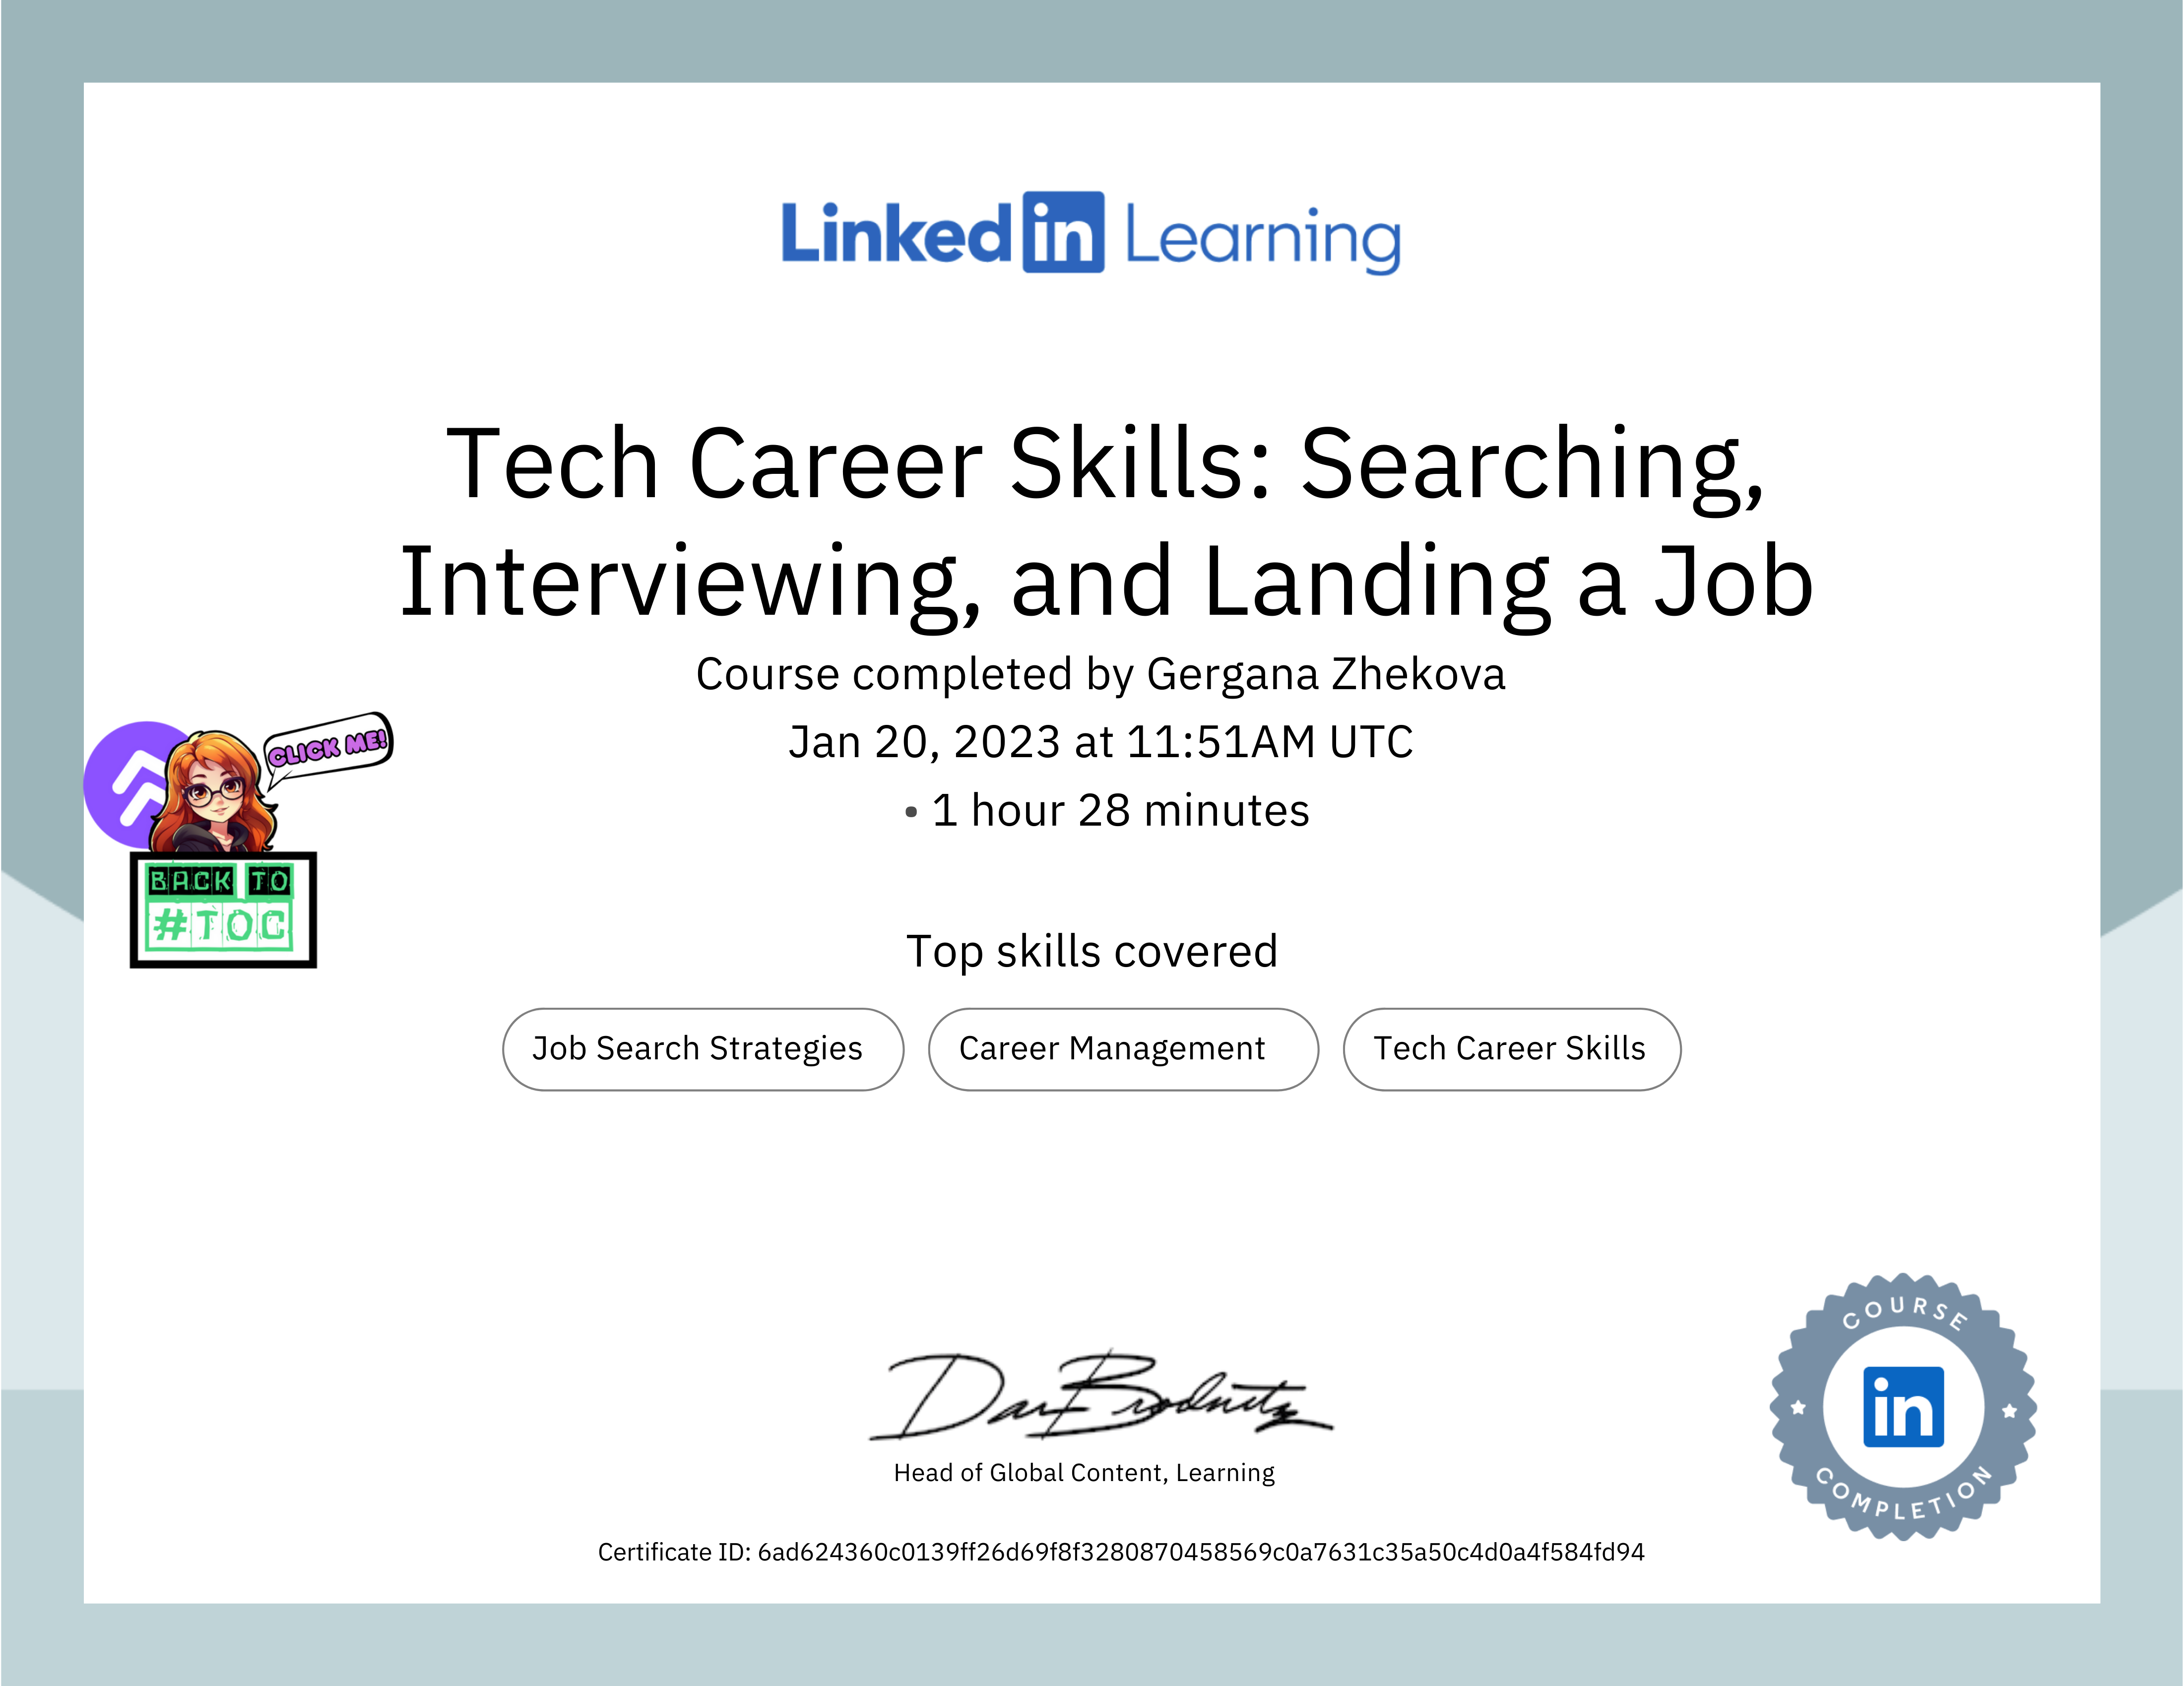 Linked in Learning
Tech Career Skills: Searching,
Interviewing, and Landing a Job
Course completed by Gergana Zhekova
Jan 20, 2023 at 11:51AM UTC
• 1 hour 28 minutes
CLICK ME!
BACK TO
#TOC
Top skills covered
Job Search Strategies
Career Management
Tech Career Skills
Dan Brodnitz
Head of Global Content, Learning
COURSE
in
COMPLETION
Certificate ID: 6ad624360c0139ff26d69f8f3280870458569c0a7631c35a50c4d0a4f584fd94